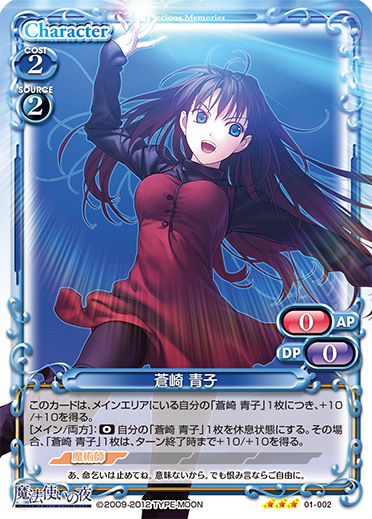 Precious Memories
Character
COST
2
SOURCE
2
0 AP
DP 0
蒼崎 青子
このカードは、メインエリアにいる自分の「蒼崎 青子」1枚につき、+10
/+10を得る。
[メイン/両方]:0 自分の「蒼崎 青子」1枚を休息状態にする。その場
合、「蒼崎 青子」1枚は、ターン終了時まで+10/+10を得る。
魔術師
あ、命乞いは止めてね。意味ないから。でも恨み言ならご自由に。
魔法使いの夜
©2009-2012 TYPE-MOON
01-002